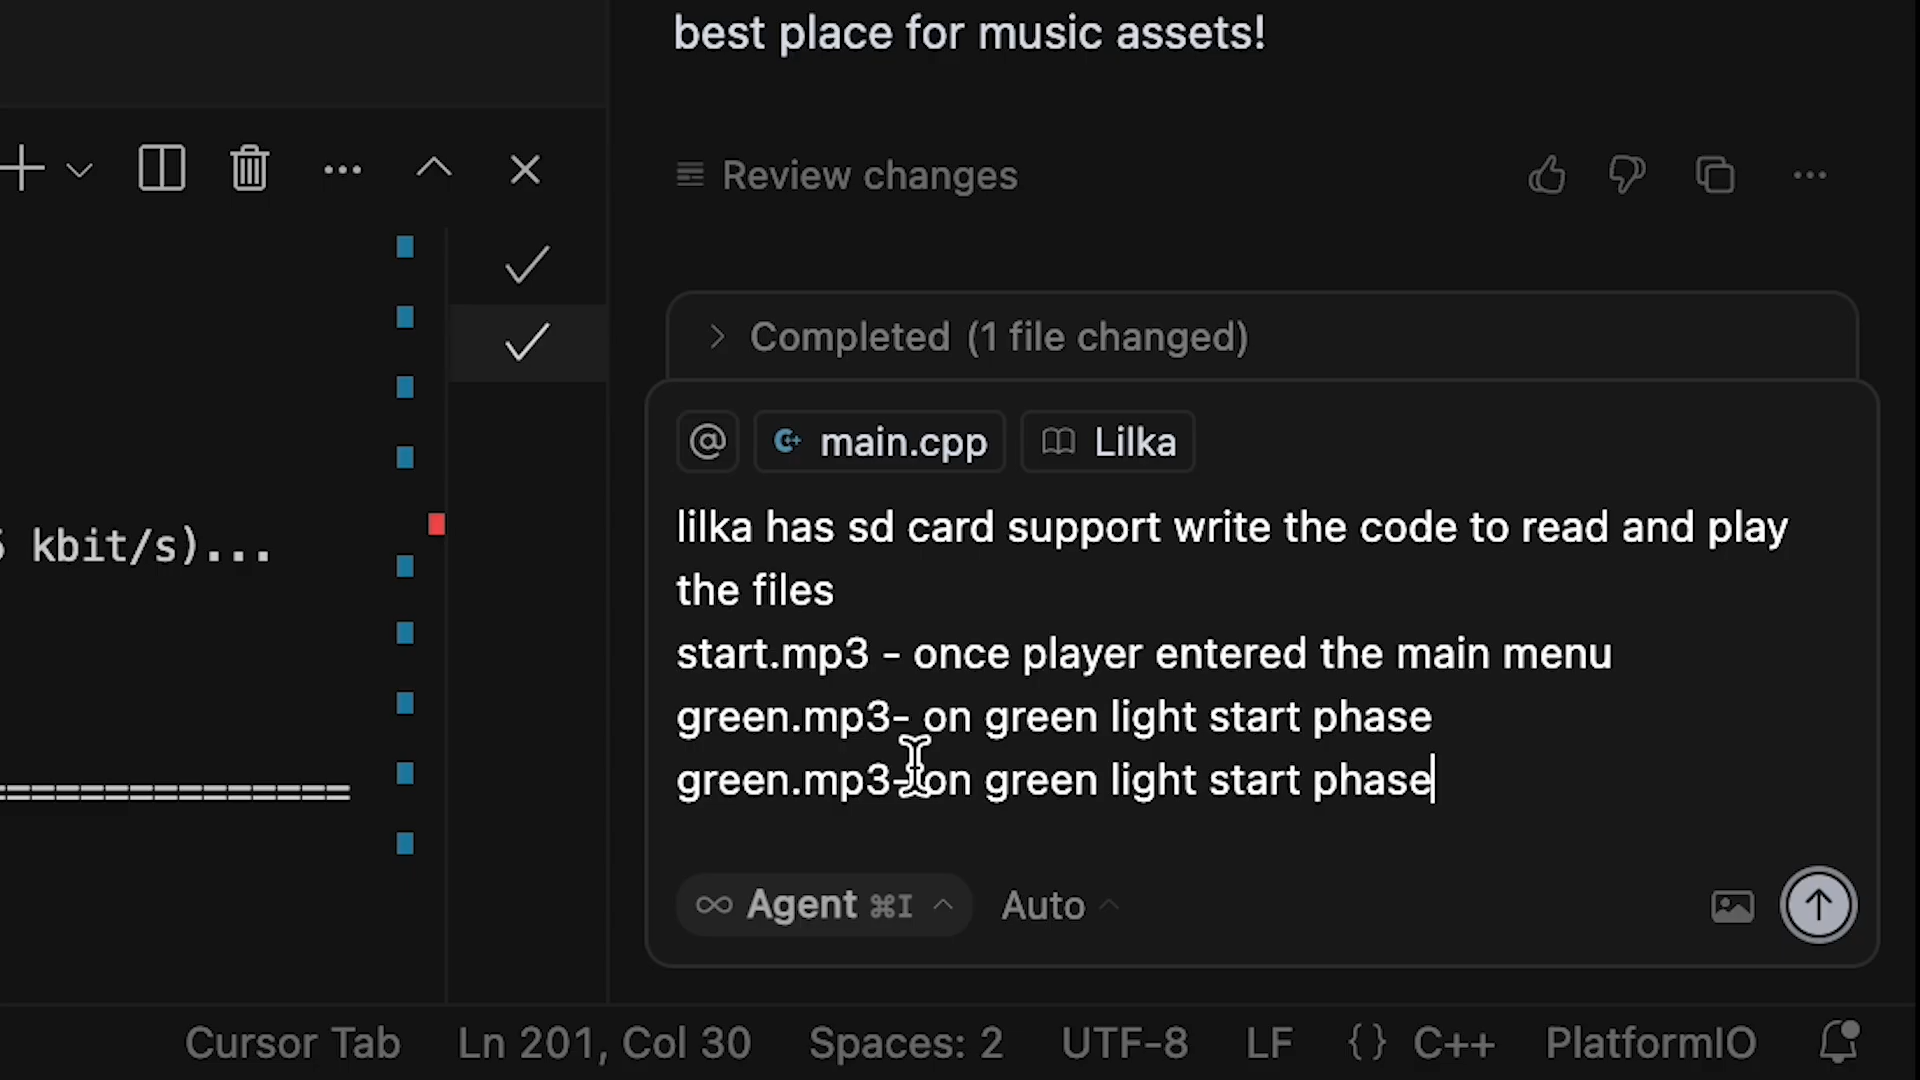 best place for music assets!
Review changes
Completed (1 file changed)
@ main.cpp Lilka
kbit/s)...
lilka has sd card support write the code to read and play
the files
start.mp3 - once player entered the main menu
green.mp3- on green light start phase
===============
green.mp3- on green light start phase
Agent ⌘I Auto
Cursor Tab Ln 201, Col 30 Spaces: 2 UTF-8 LF {} C++ PlatformIO